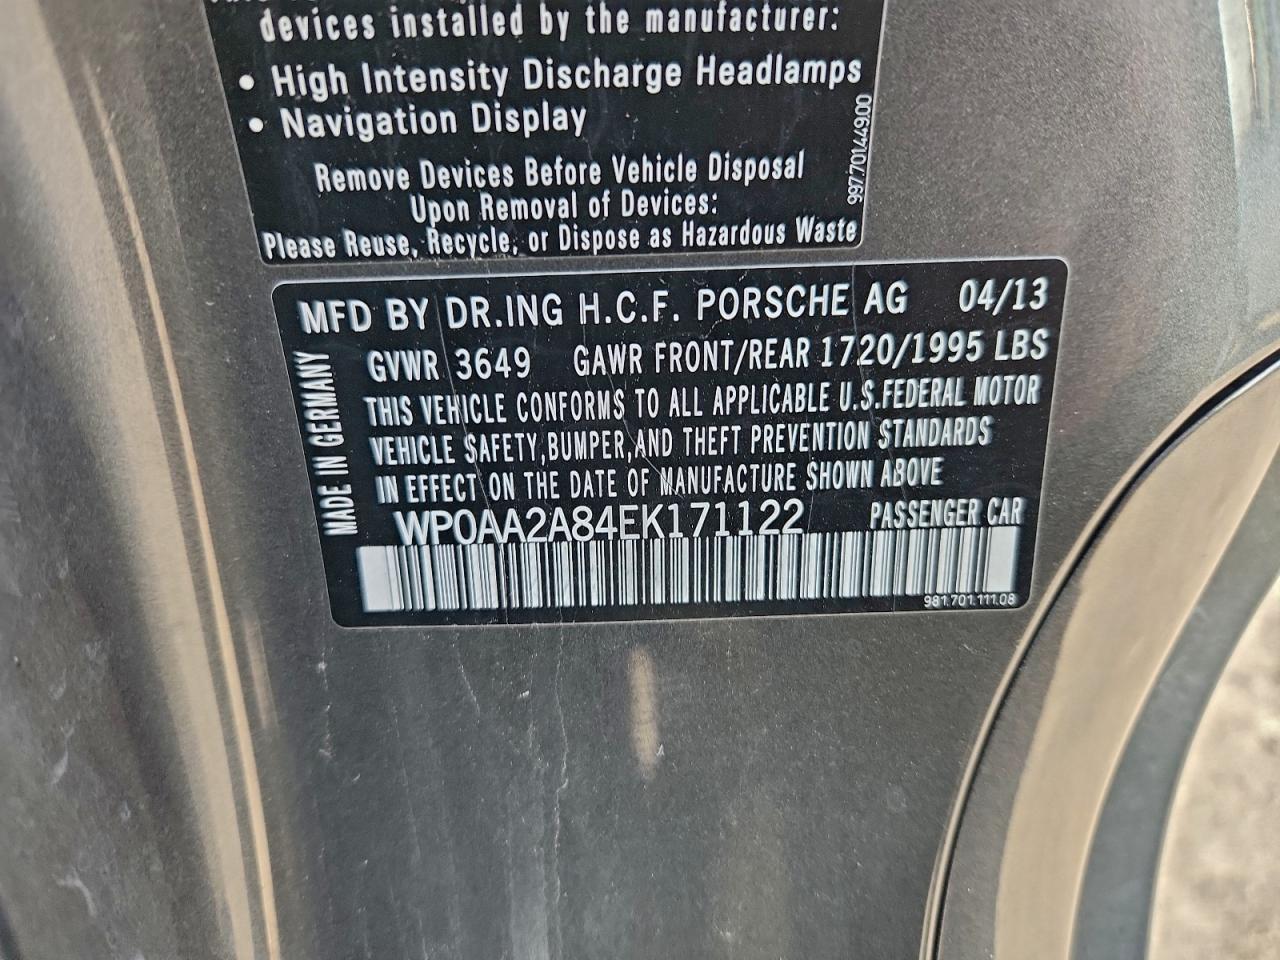 devices installed by the manufacturer:
• High Intensity Discharge Headlamps
• Navigation Display
Remove Devices Before Vehicle Disposal
Upon Removal of Devices:
Please Reuse, Recycle, or Dispose as Hazardous Waste
997.701.449.00
MFD BY DR.ING H.C.F. PORSCHE AG 04/13
GVWR 3649 GAWR FRONT/REAR 1720/1995 LBS
THIS VEHICLE CONFORMS TO ALL APPLICABLE U.S.FEDERAL MOTOR
VEHICLE SAFETY,BUMPER,AND THEFT PREVENTION STANDARDS
IN EFFECT ON THE DATE OF MANUFACTURE SHOWN ABOVE
WP0AA2A84EK171122 PASSENGER CAR
981.701.111.08
MADE IN GERMANY